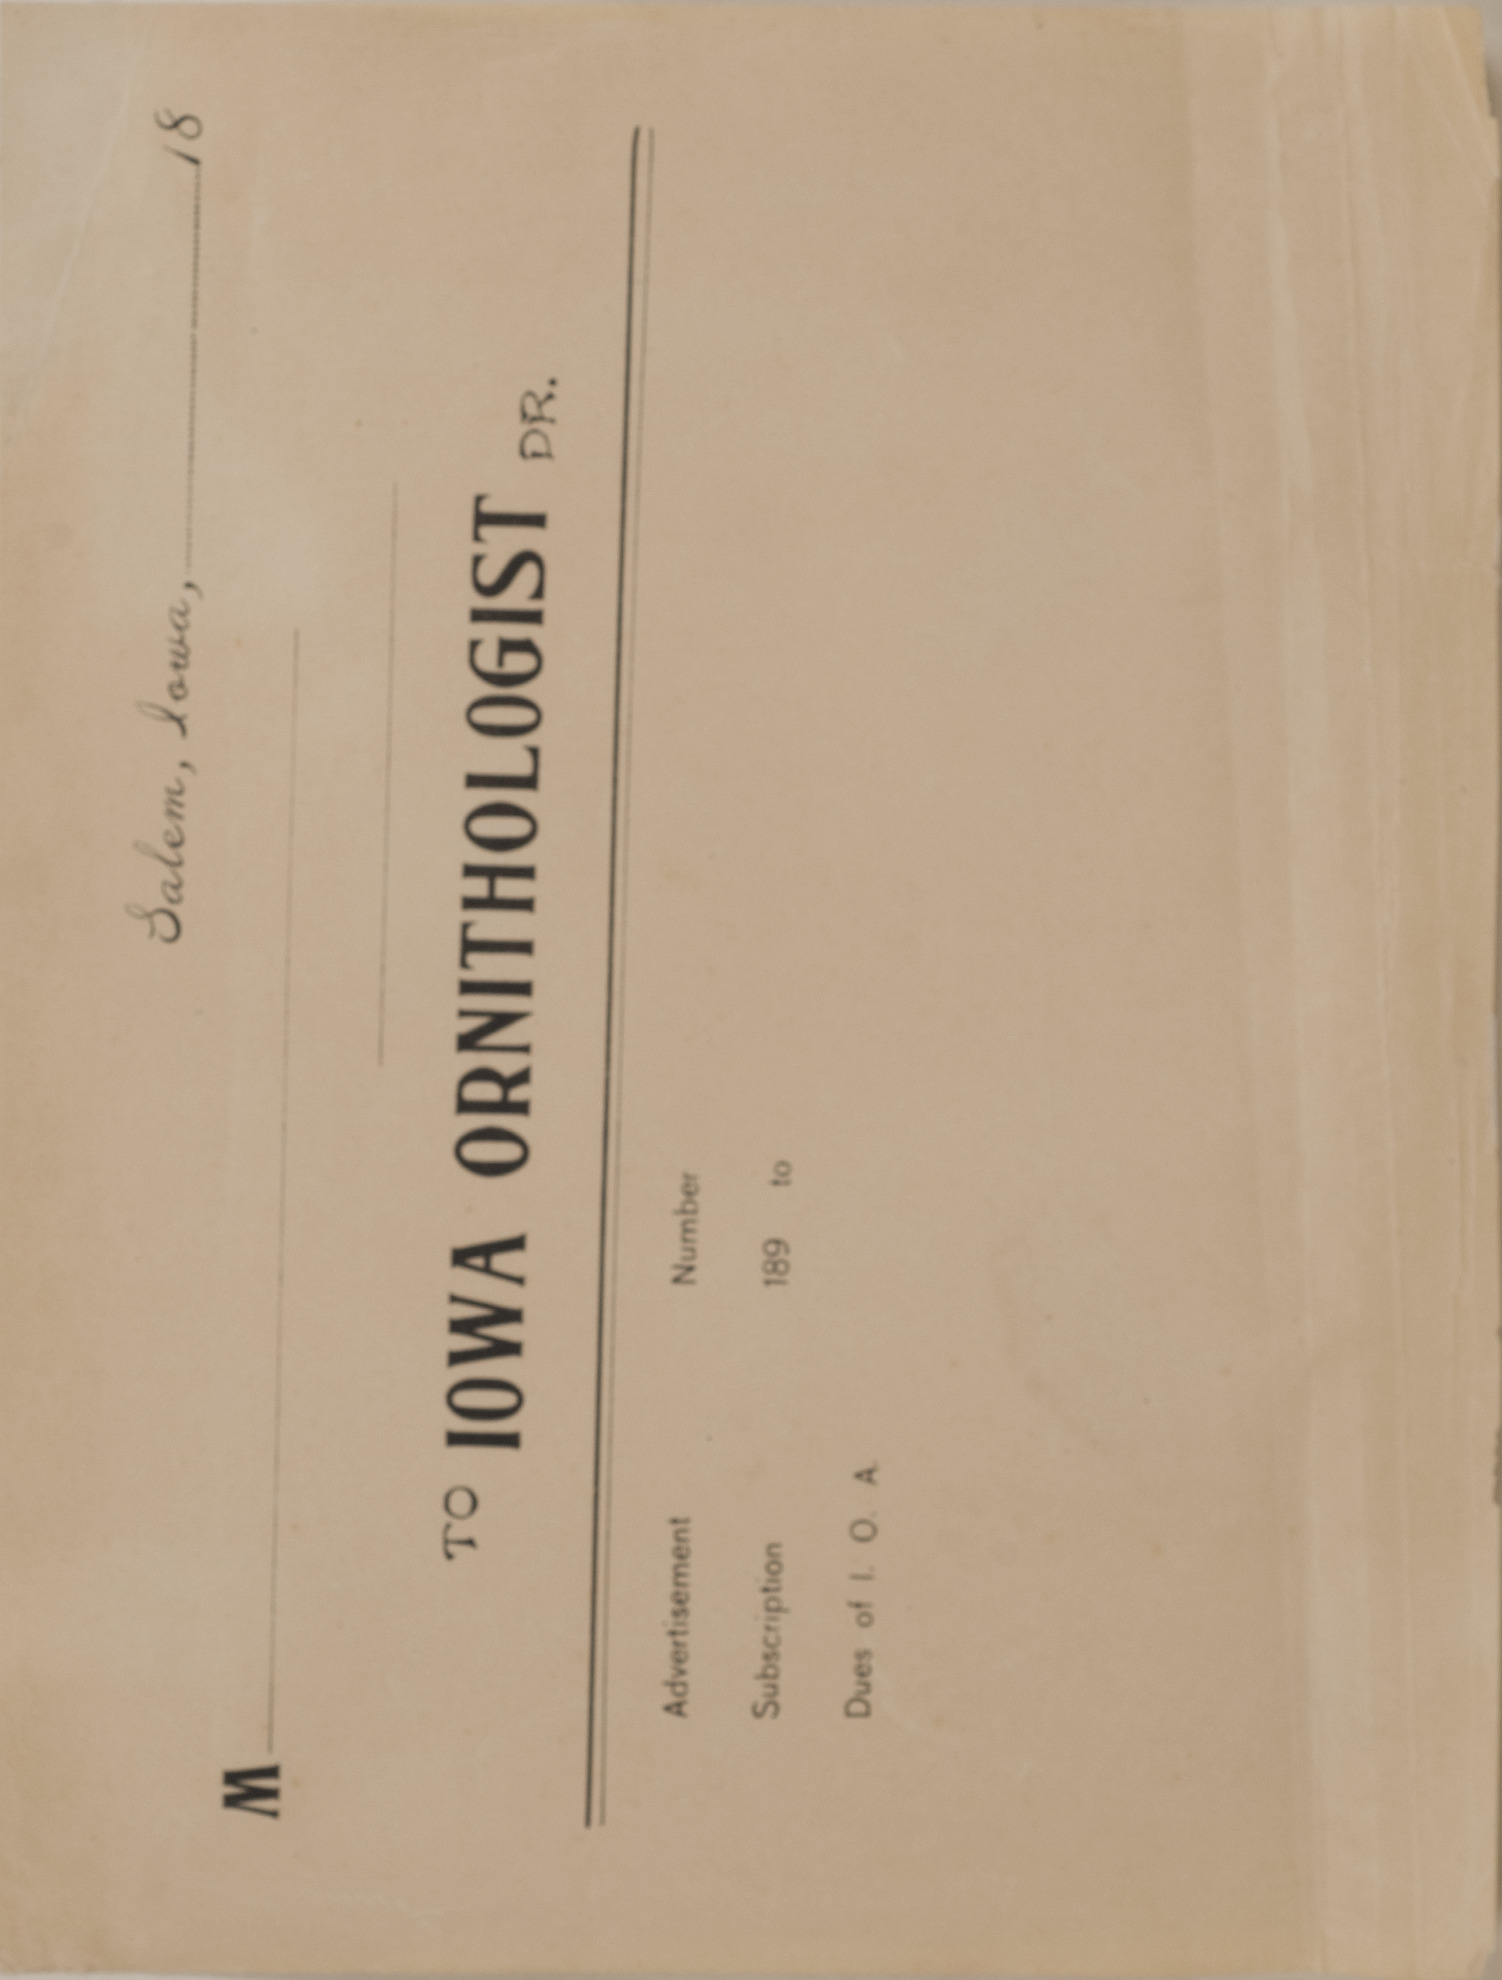 Salem, Iowa, 18
M
TO IOWA ORNITHOLOGIST DR.
Advertisement Number
Subscription 189 to
Dues of I. O. A.